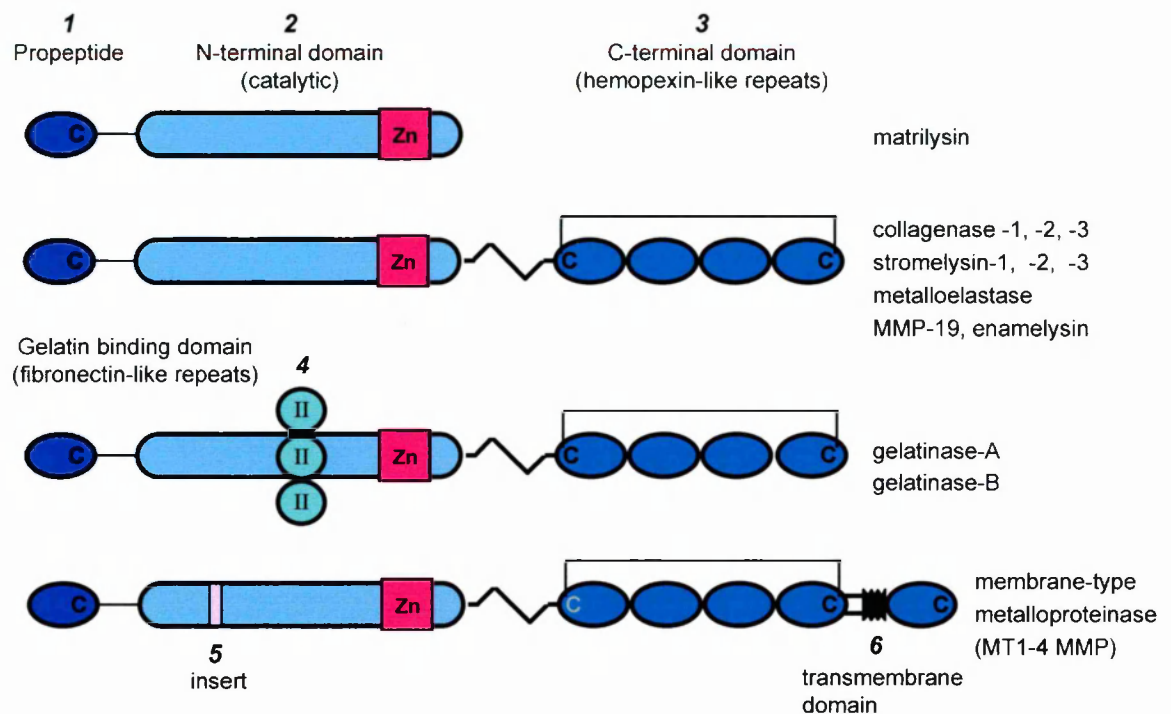 1
Propeptide
2
N-terminal domain
(catalytic)
3
C-terminal domain
(hemopexin-like repeats)
C
Zn
matrilysin
C
Zn
C
C
collagenase -1, -2, -3
stromelysin-1, -2, -3
metalloelastase
MMP-19, enamelysin
Gelatin binding domain
(fibronectin-like repeats)
4
II
C
II
Zn
C
C
II
gelatinase-A
gelatinase-B
C
Zn
C
C
C
membrane-type
metalloproteinase
(MT1-4 MMP)
5
insert
6
transmembrane
domain